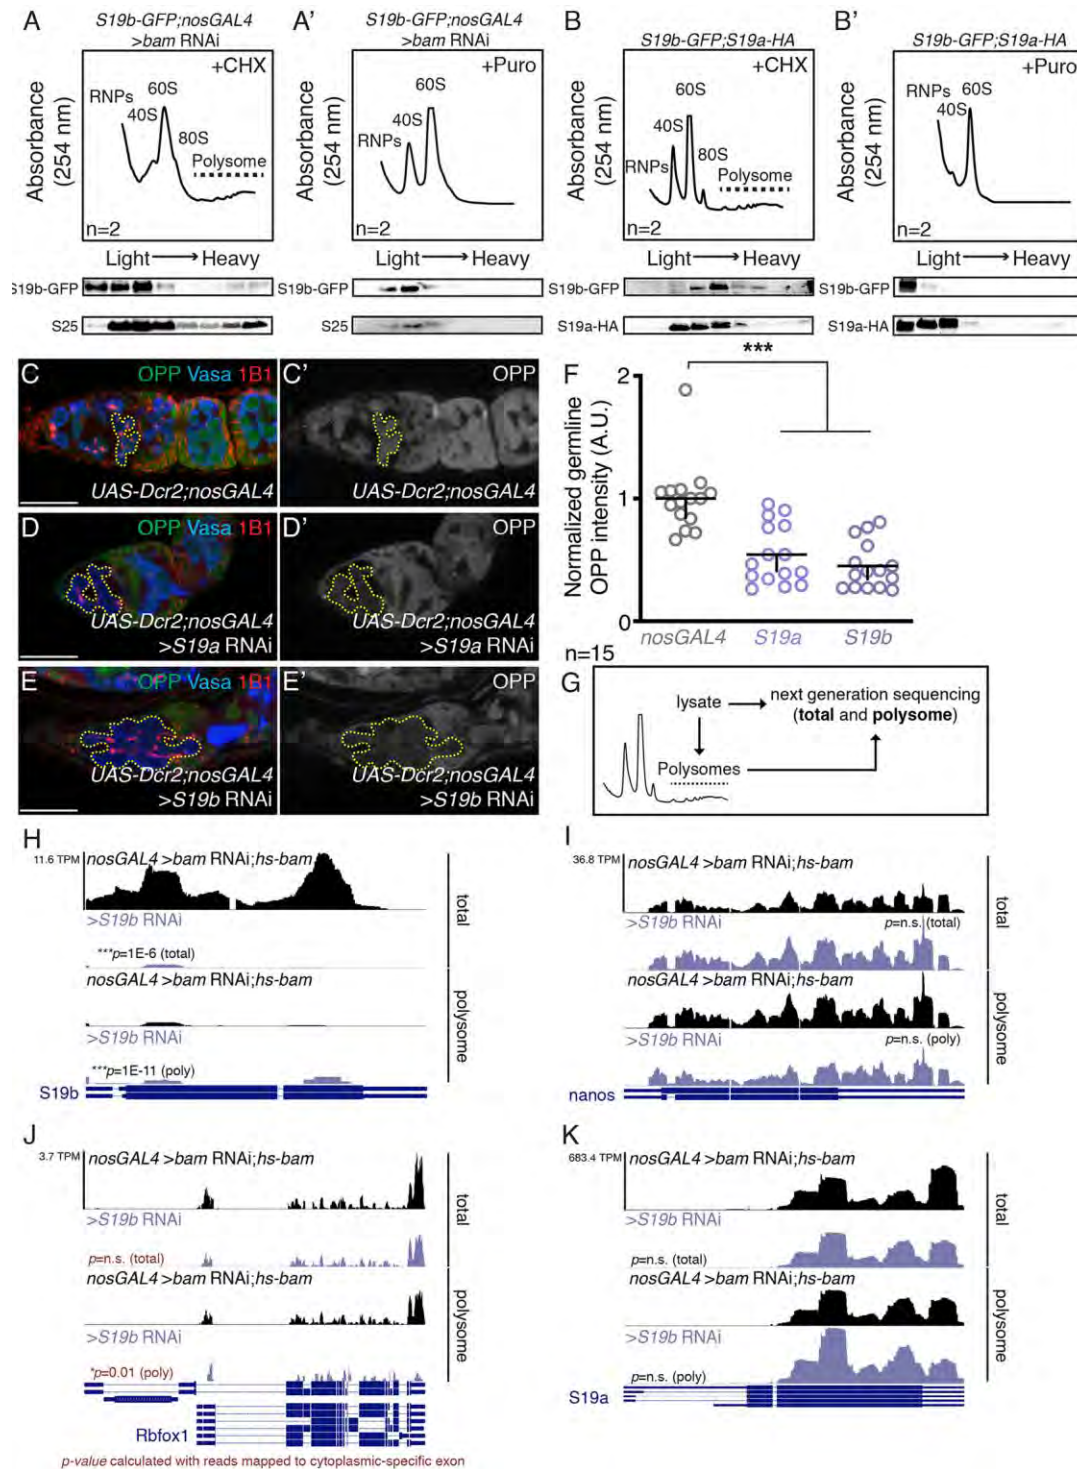 A
S19b-GFP;nosGAL4
>bam RNAi
Absorbance
(254 nm)
+CHX
RNPs
40S
60S
80S
Polysome
n=2
Light Heavy
S19b-GFP
S25
A'
S19b-GFP;nosGAL4
>bam RNAi
Absorbance
(254 nm)
+Puro
RNPs
40S
60S
n=2
Light Heavy
S19b-GFP
S25
B
S19b-GFP;S19a-HA
Absorbance
(254 nm)
+CHX
RNPs
40S
60S
80S
Polysome
n=2
Light Heavy
S19b-GFP
S19a-HA
B'
S19b-GFP;S19a-HA
Absorbance
(254 nm)
+Puro
RNPs
40S
60S
n=2
Light Heavy
S19b-GFP
S19a-HA
C
OPP Vasa 1B1
UAS-Dcr2;nosGAL4
C'
OPP
D
OPP Vasa 1B1
UAS-Dcr2;nosGAL4
>S19a RNAi
D'
OPP
UAS-Dcr2;nosGAL4
>S19a RNAi
E
OPP Vasa 1B1
UAS-Dcr2;nosGAL4
>S19b RNAi
E'
OPP
UAS-Dcr2;nosGAL4
>S19b RNAi
UAS-Dcr2;nosGAL4
F
***
Normalized germline
OPP intensity (A.U.)
2
1
0
nosGAL4 S19a S19b
n=15
G
lysate
next generation sequencing
(total and polysome)
Polysomes
H
11.6 TPM
nosGAL4 >bam RNAi;hs-bam
>S19b RNAi
***p=1E-6 (total)
total
nosGAL4 >bam RNAi;hs-bam
>S19b RNAi
***p=1E-11 (poly)
polysome
S19b
I
36.8 TPM
nosGAL4 >bam RNAi;hs-bam
>S19b RNAi
p=n.s. (total)
total
nosGAL4 >bam RNAi;hs-bam
>S19b RNAi
p=n.s. (poly)
polysome
nanos
J
3.7 TPM
nosGAL4 >bam RNAi;hs-bam
>S19b RNAi
p=n.s. (total)
total
nosGAL4 >bam RNAi;hs-bam
>S19b RNAi
*p=0.01 (poly)
polysome
Rbfox1
p-value calculated with reads mapped to cytoplasmic-specific exon
K
683.4 TPM
nosGAL4 >bam RNAi;hs-bam
>S19b RNAi
p=n.s. (total)
total
nosGAL4 >bam RNAi;hs-bam
>S19b RNAi
p=n.s. (poly)
polysome
S19a